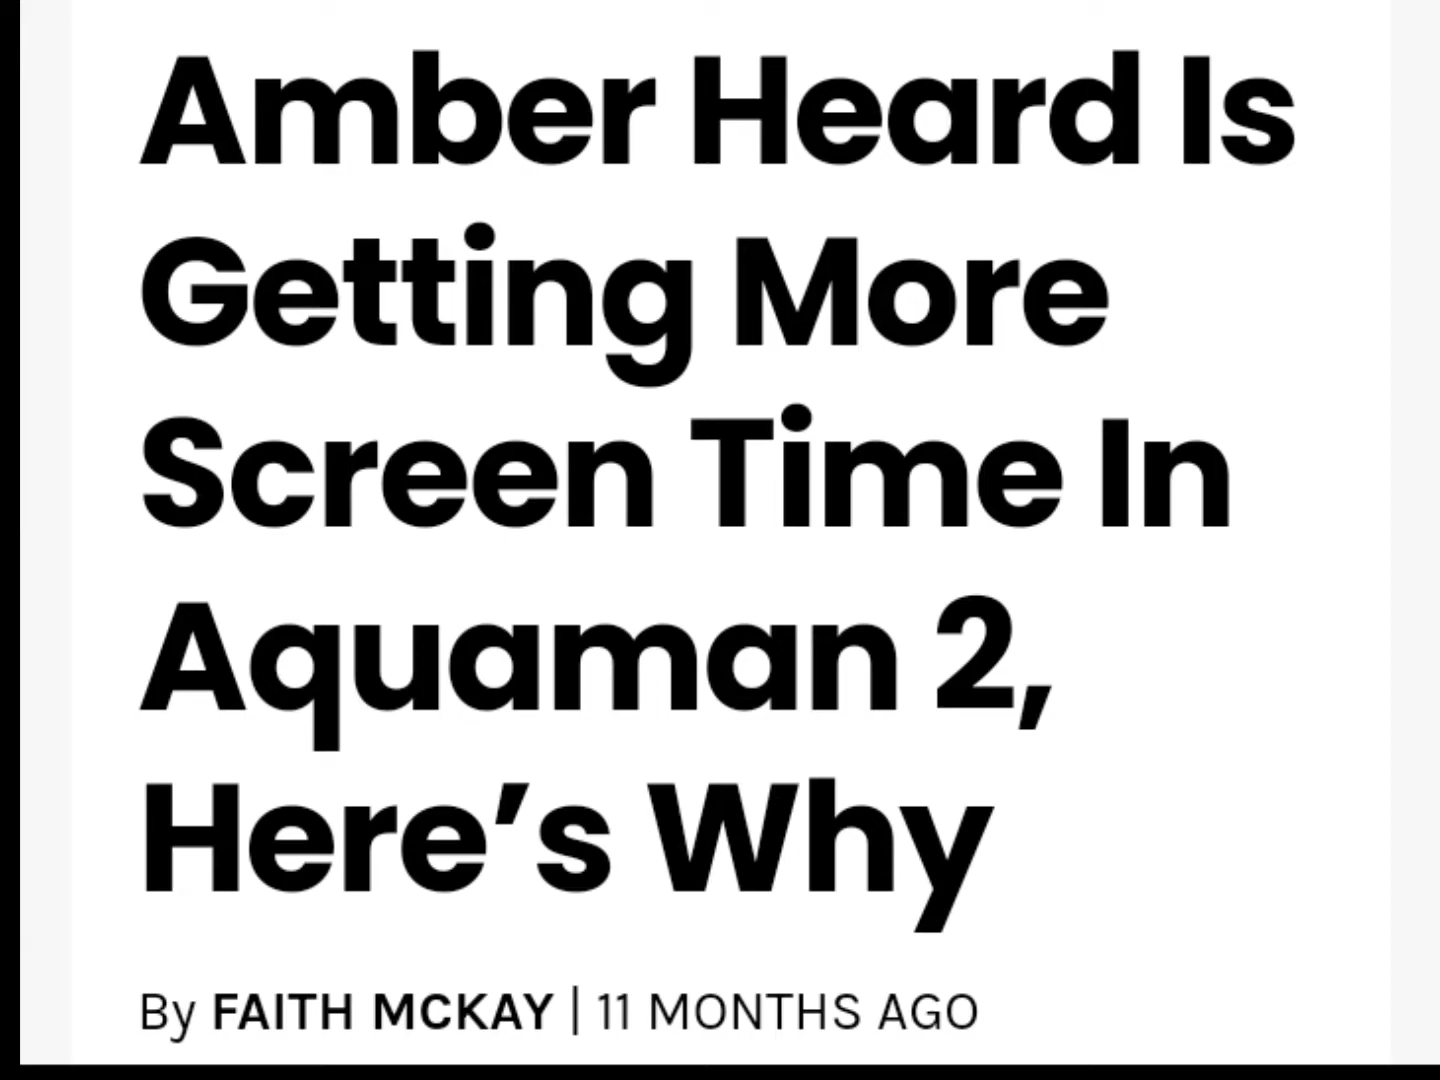 Amber Heard Is
Getting More
Screen Time In
Aquaman 2,
Here’s Why
By FAITH MCKAY | 11 MONTHS AGO